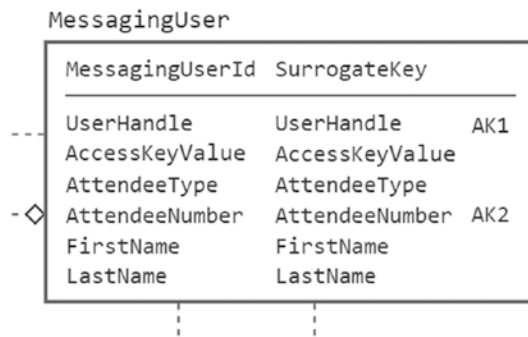 MessagingUser
MessagingUserId SurrogateKey
UserHandle UserHandle AK1
AccessKeyValue AccessKeyValue
AttendeeType AttendeeType
AttendeeNumber AttendeeNumber AK2
FirstName FirstName
LastName LastName